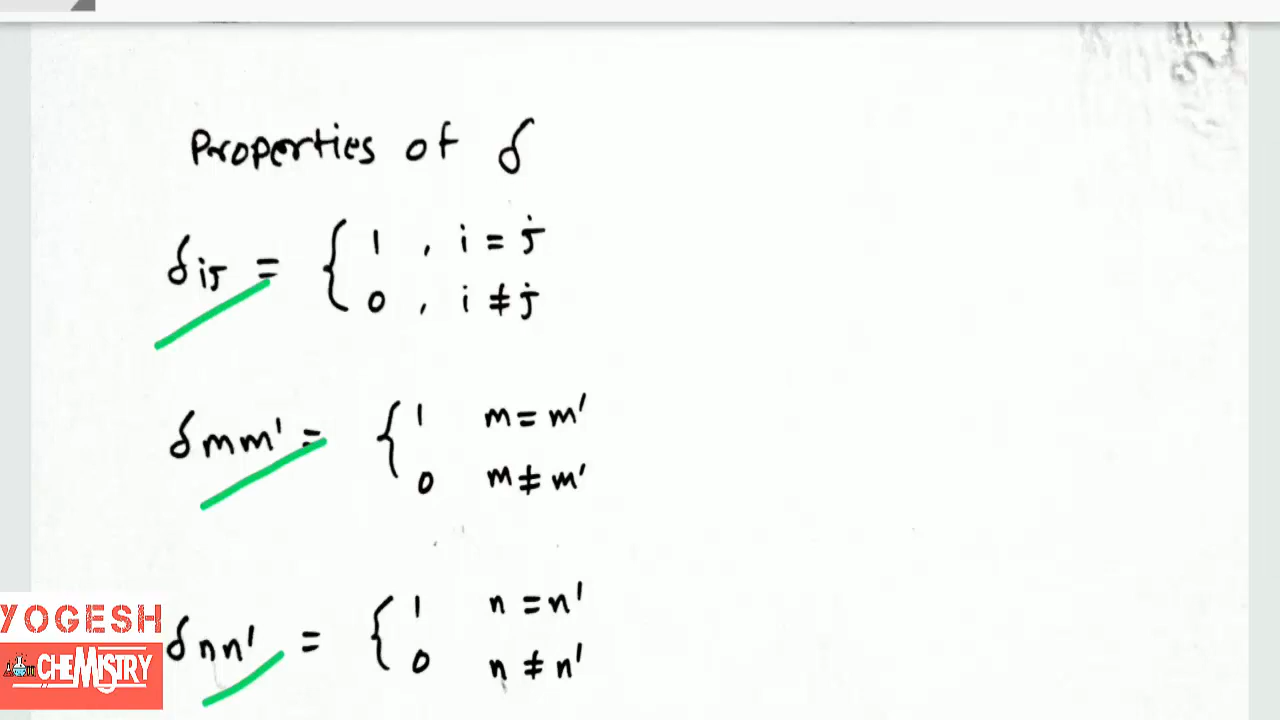 Properties of δ
δij = { 1 , i = j
0 , i ≠ j
δmm' = { 1 m = m'
0 m ≠ m'
δnn' = { 1 n = n'
0 n ≠ n'
YOGESH
CHEMISTRY